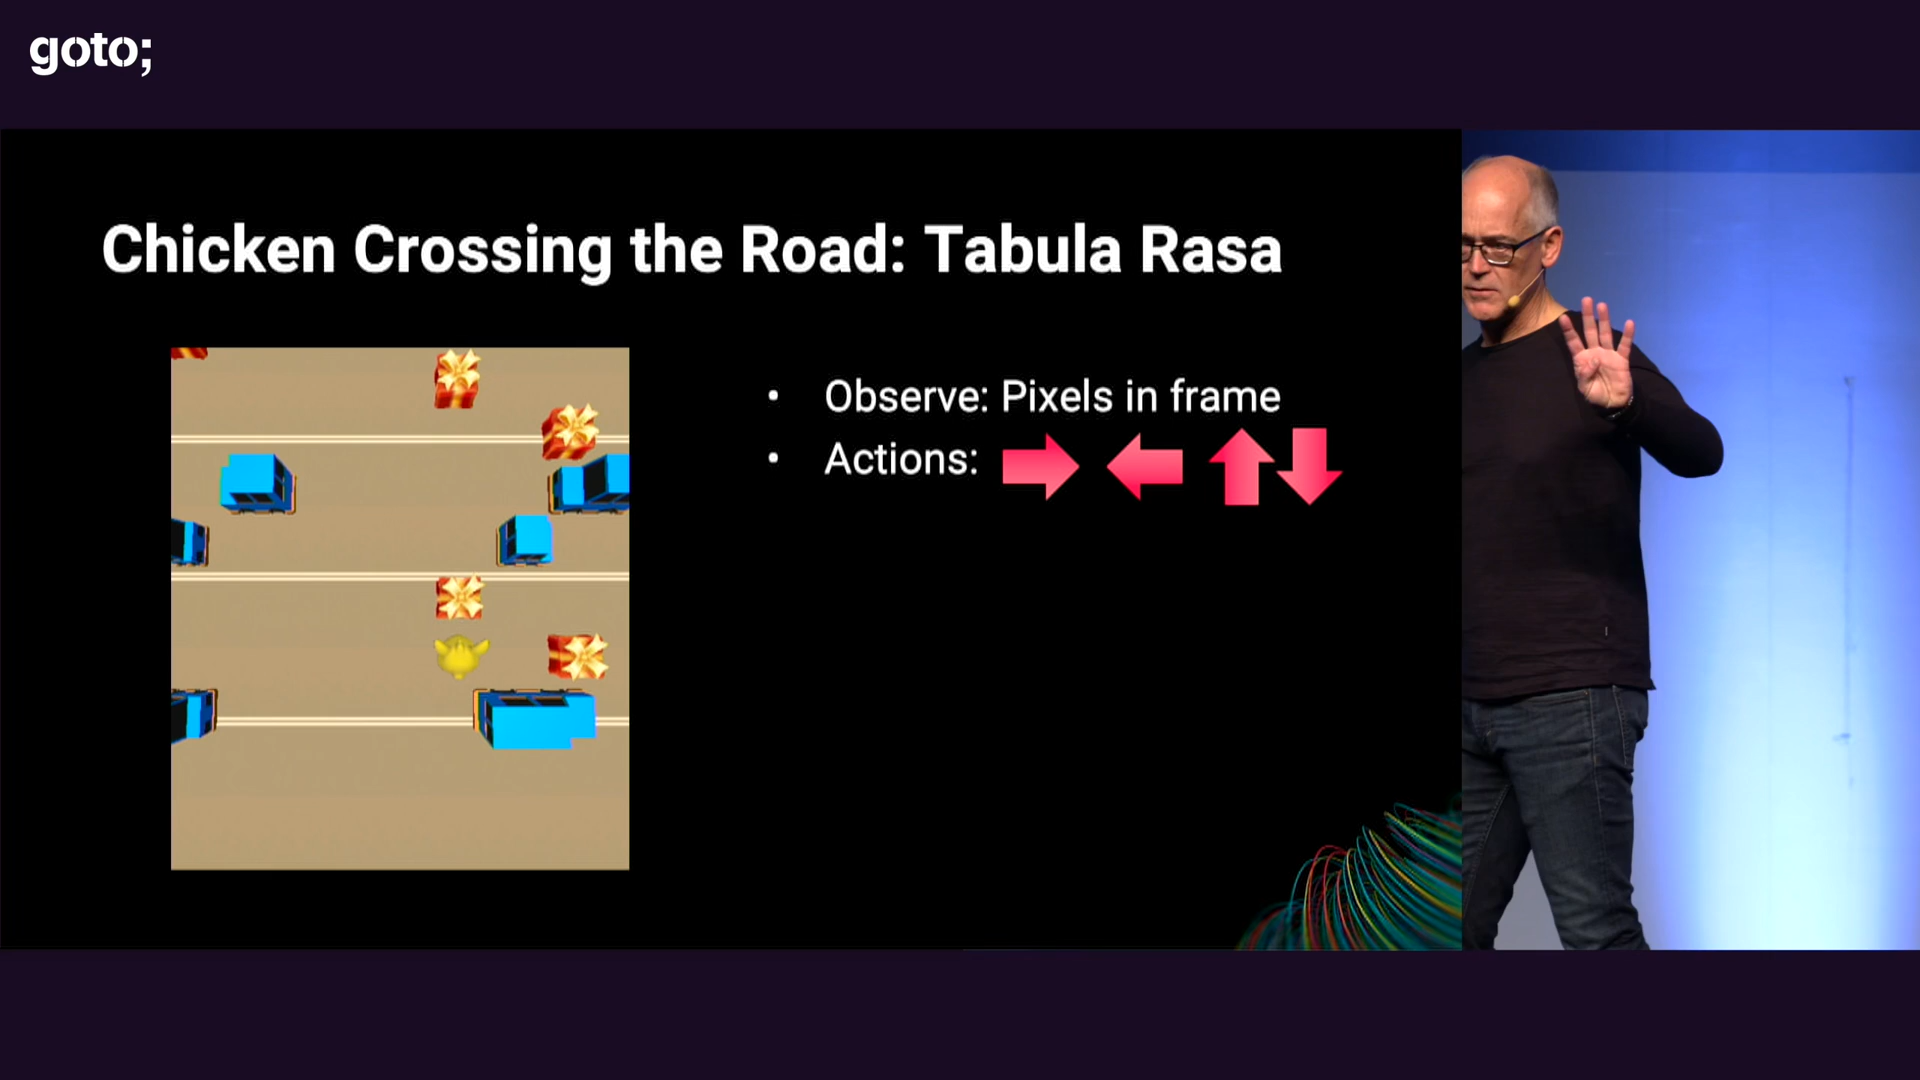 goto;
Chicken Crossing the Road: Tabula Rasa
• Observe: Pixels in frame
• Actions: